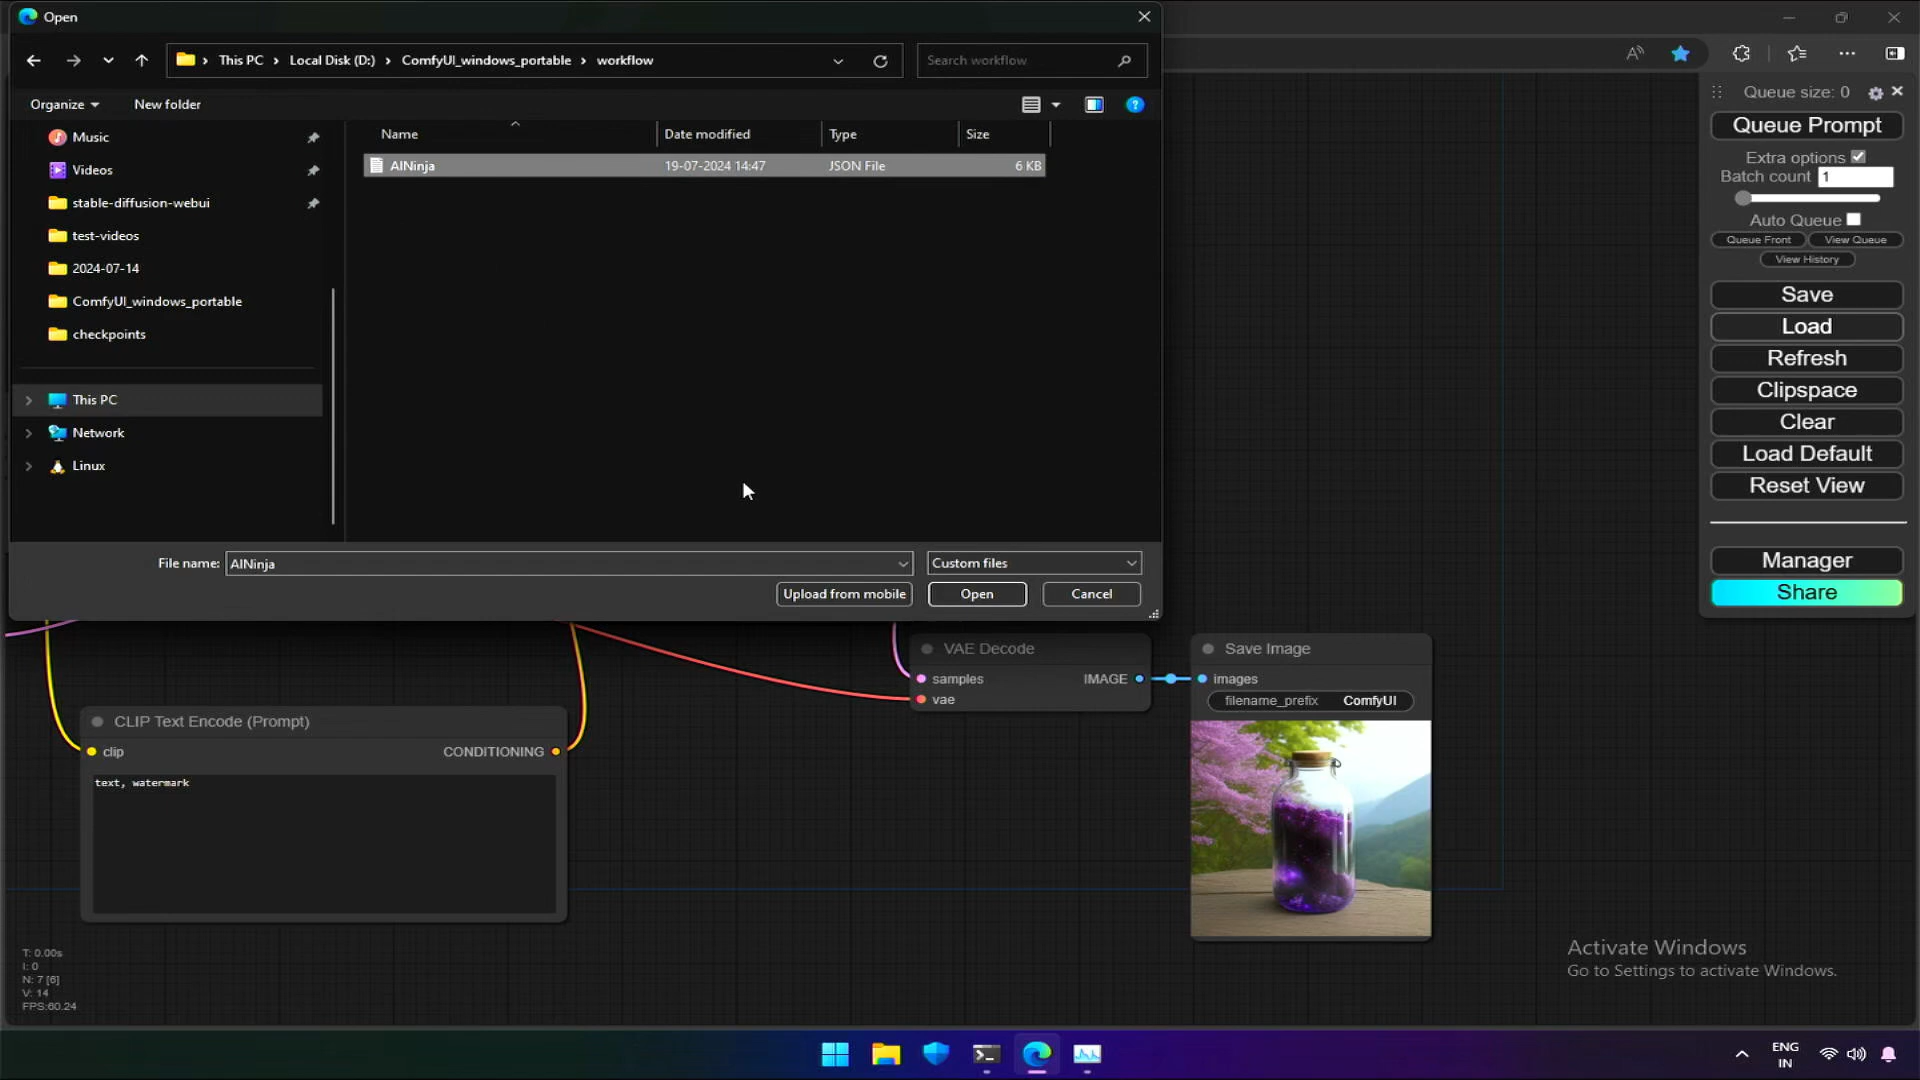 Open
This PC > Local Disk (D:) > ComfyUI_windows_portable > workflow
Search workflow
Organize
New folder
Name
Date modified
Type
Size
AINinja
19-07-2024 14:47
JSON File
6 KB
Music
Videos
stable-diffusion-webui
test-videos
2024-07-14
ComfyUI_windows_portable
checkpoints
This PC
Network
Linux
File name:
AINinja
Custom files
Upload from mobile
Open
Cancel
Queue size: 0
Queue Prompt
Extra options
Batch count
1
Auto Queue
Queue Front
View Queue
View History
Save
Load
Refresh
Clipspace
Clear
Load Default
Reset View
Manager
Share
VAE Decode
samples
IMAGE
vae
Save Image
images
filename_prefix
ComfyUI
CLIP Text Encode (Prompt)
clip
CONDITIONING
text, watermark
T: 0.00s
I: 0
N: 7 [6]
V: 14
FPS:60.24
Activate Windows
Go to Settings to activate Windows.
ENG
IN